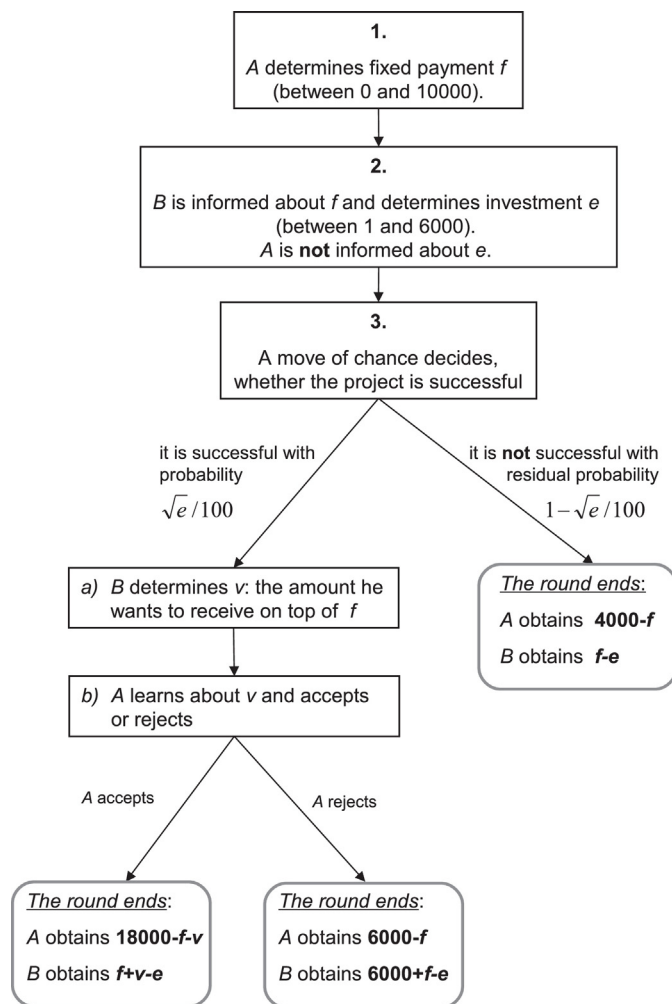 1.
A determines fixed payment f
(between 0 and 10000).
2.
B is informed about f and determines investment e
(between 1 and 6000).
A is not informed about e.
3.
A move of chance decides,
whether the project is successful
it is successful with
probability
√e /100
it is not successful with
residual probability
1−√e /100
a) B determines v: the amount he
wants to receive on top of f
The round ends:
A obtains 4000-f
B obtains f-e
b) A learns about v and accepts
or rejects
A accepts
A rejects
The round ends:
A obtains 18000-f-v
B obtains f+v-e
The round ends:
A obtains 6000-f
B obtains 6000+f-e